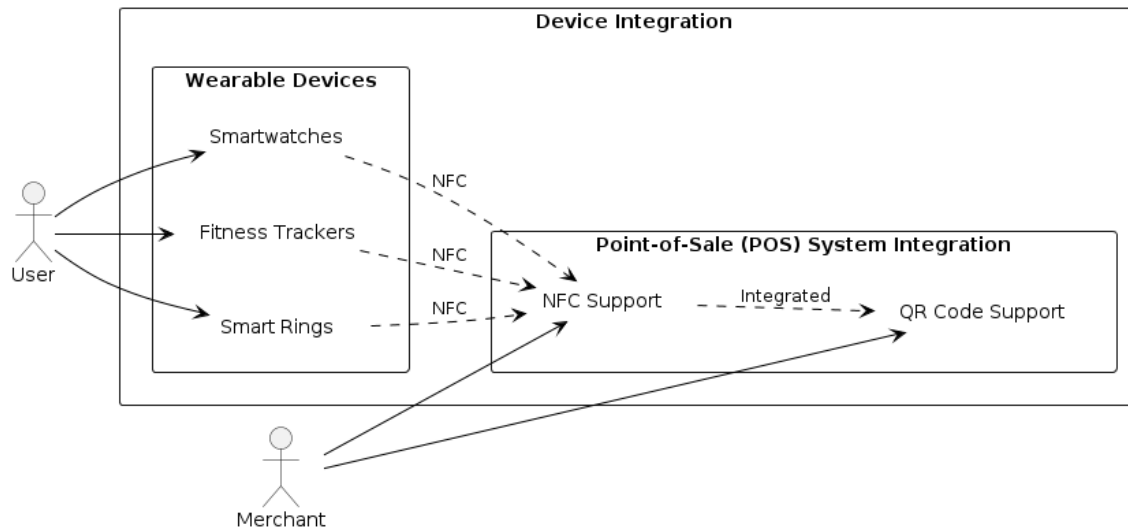 Device Integration
Wearable Devices
Smartwatches
NFC
Fitness Trackers
NFC
Point-of-Sale (POS) System Integration
User
NFC Support
Integrated
QR Code Support
Smart Rings
NFC
Merchant